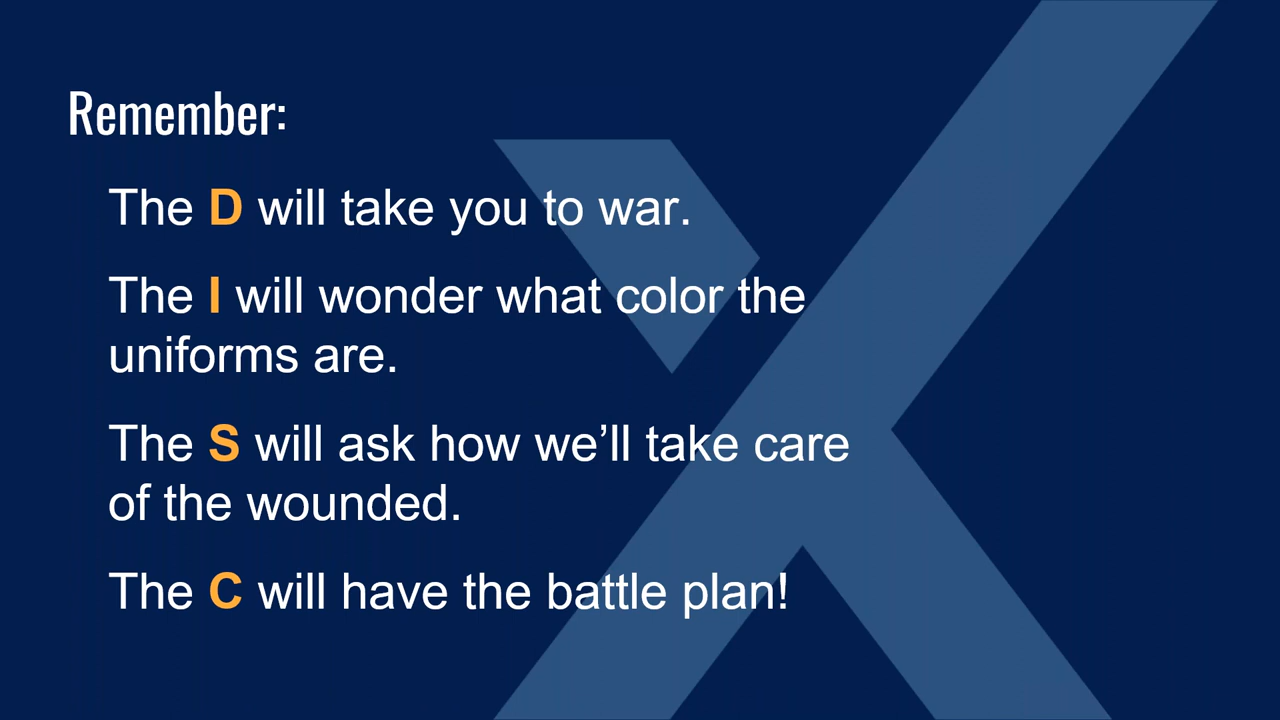 Remember:
The D will take you to war.
The I will wonder what color the
uniforms are.
The S will ask how we’ll take care
of the wounded.
The C will have the battle plan!